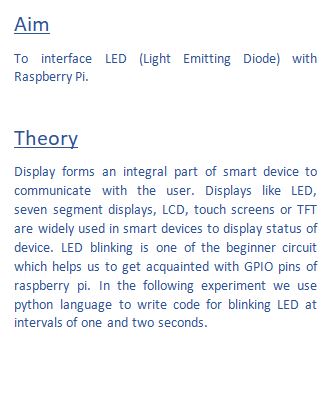 Aim
To interface LED (Light Emitting Diode) with
Raspberry Pi.
Theory
Display forms an integral part of smart device to
communicate with the user. Displays like LED,
seven segment displays, LCD, touch screens or TFT
are widely used in smart devices to display status of
device. LED blinking is one of the beginner circuit
which helps us to get acquainted with GPIO pins of
raspberry pi. In the following experiment we use
python language to write code for blinking LED at
intervals of one and two seconds.